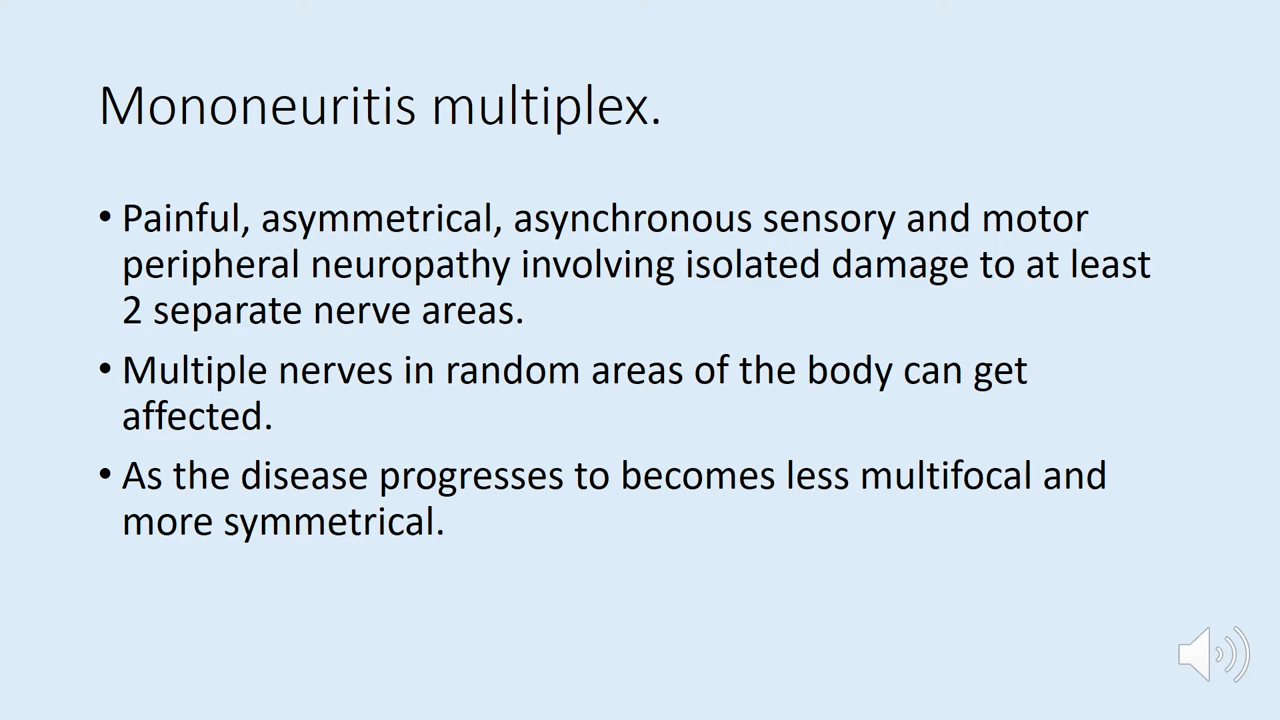 Mononeuritis multiplex.
• Painful, asymmetrical, asynchronous sensory and motor
peripheral neuropathy involving isolated damage to at least
2 separate nerve areas.
• Multiple nerves in random areas of the body can get
affected.
• As the disease progresses to becomes less multifocal and
more symmetrical.